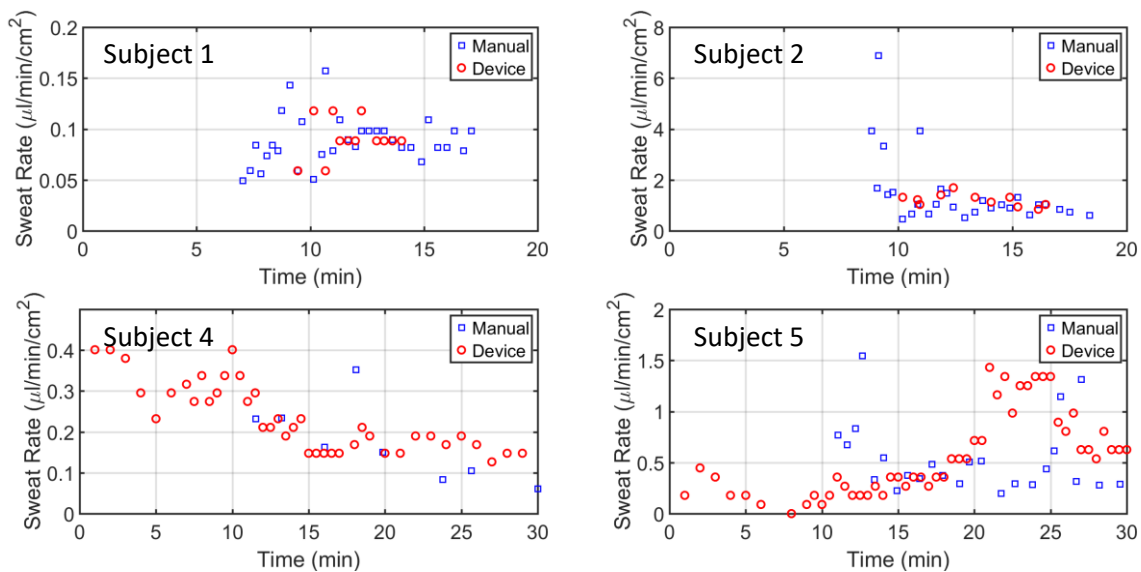 Subject 1
Manual
Device
Sweat Rate (μl/min/cm²)
0.2
0.15
0.1
0.05
0
0 5 10 15 20
Time (min)
Subject 2
Manual
Device
Sweat Rate (μl/min/cm²)
8
6
4
2
0
0 5 10 15 20
Time (min)
Subject 4
Manual
Device
Sweat Rate (μl/min/cm²)
0.4
0.3
0.2
0.1
0
0 5 10 15 20 25 30
Time (min)
Subject 5
Manual
Device
Sweat Rate (μl/min/cm²)
2
1.5
1
0.5
0
0 5 10 15 20 25 30
Time (min)